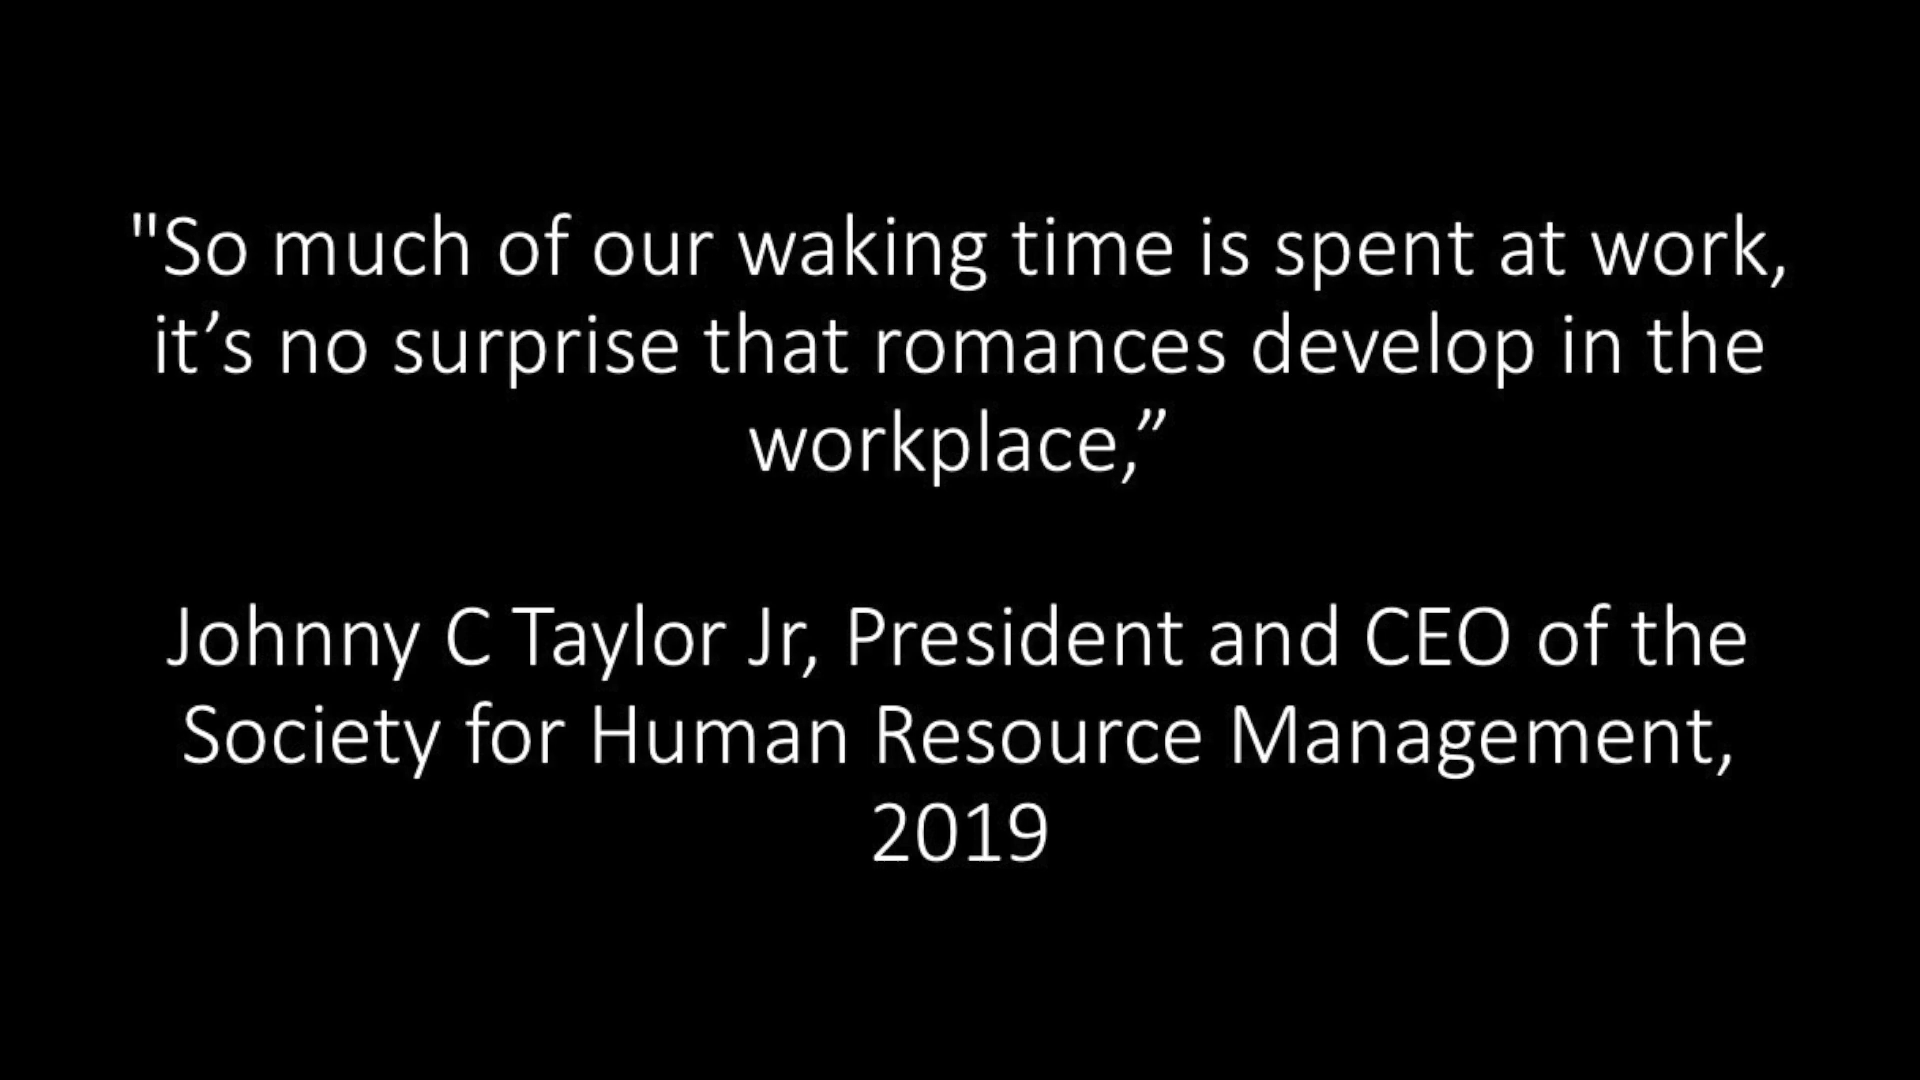 "So much of our waking time is spent at work,
it’s no surprise that romances develop in the
workplace,”
Johnny C Taylor Jr, President and CEO of the
Society for Human Resource Management,
2019